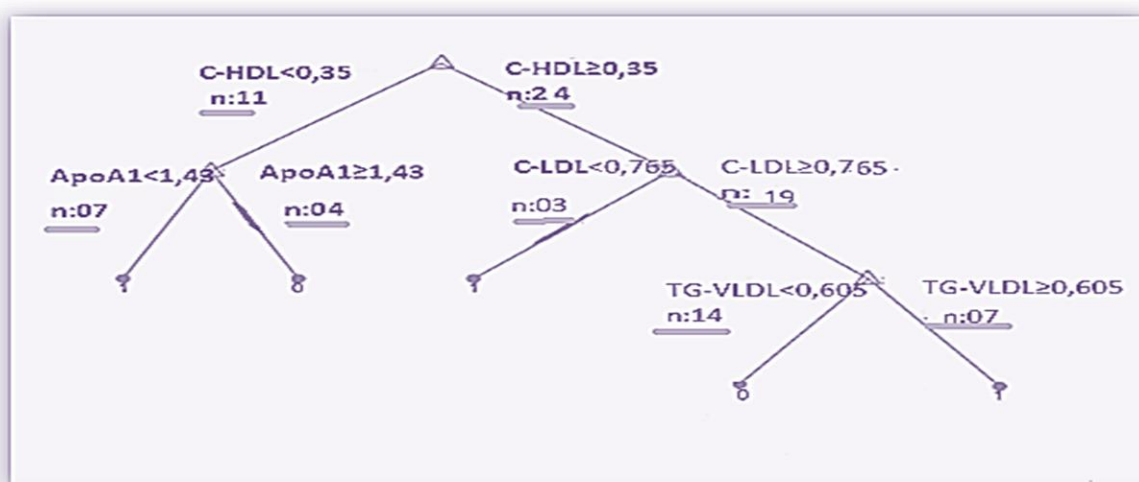 C-HDL<0,35
n:11
C-HDL≥0,35
n:2 4
ApoA1<1,43
n:07
ApoA1≥1,43
n:04
C-LDL<0,765
n:03
C-LDL≥0,765
n: 19
1
0
1
TG-VLDL<0,605
n:14
TG-VLDL≥0,605
n:07
0
1